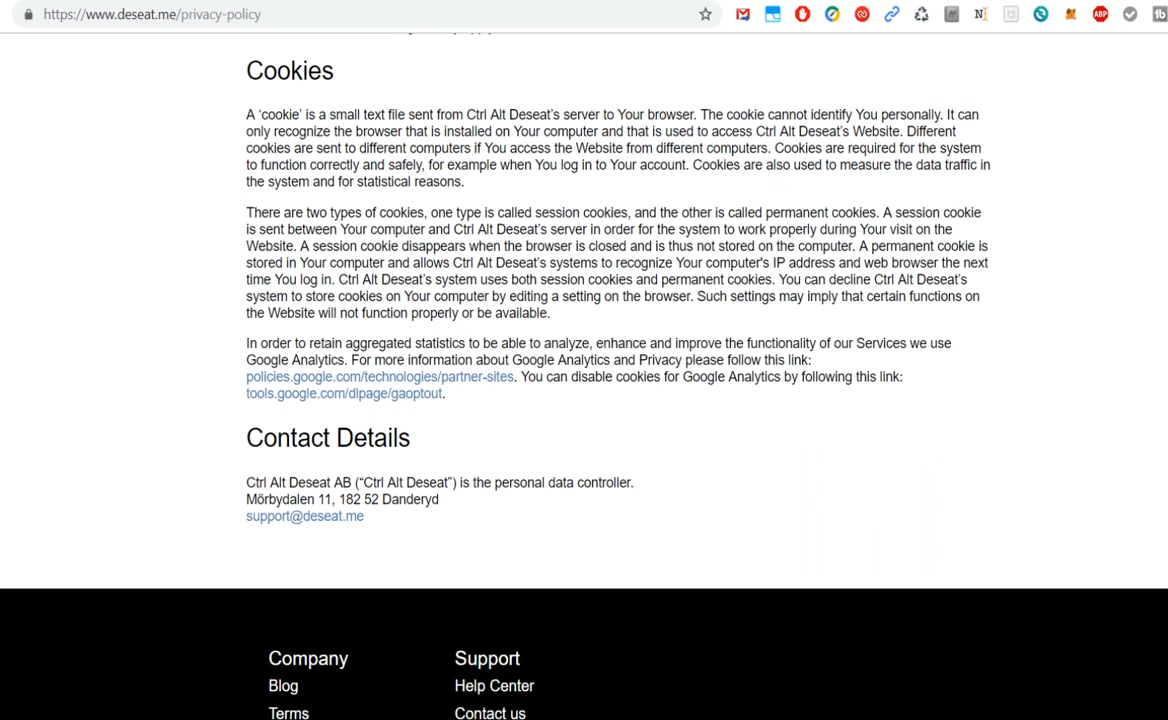 https://www.deseat.me/privacy-policy
N
ABP
tb
Cookies
A ‘cookie’ is a small text file sent from Ctrl Alt Deseat’s server to Your browser. The cookie cannot identify You personally. It can
only recognize the browser that is installed on Your computer and that is used to access Ctrl Alt Deseat’s Website. Different
cookies are sent to different computers if You access the Website from different computers. Cookies are required for the system
to function correctly and safely, for example when You log in to Your account. Cookies are also used to measure the data traffic in
the system and for statistical reasons.
There are two types of cookies, one type is called session cookies, and the other is called permanent cookies. A session cookie
is sent between Your computer and Ctrl Alt Deseat’s server in order for the system to work properly during Your visit on the
Website. A session cookie disappears when the browser is closed and is thus not stored on the computer. A permanent cookie is
stored in Your computer and allows Ctrl Alt Deseat’s systems to recognize Your computer's IP address and web browser the next
time You log in. Ctrl Alt Deseat’s system uses both session cookies and permanent cookies. You can decline Ctrl Alt Deseat’s
system to store cookies on Your computer by editing a setting on the browser. Such settings may imply that certain functions on
the Website will not function properly or be available.
In order to retain aggregated statistics to be able to analyze, enhance and improve the functionality of our Services we use
Google Analytics. For more information about Google Analytics and Privacy please follow this link:
policies.google.com/technologies/partner-sites. You can disable cookies for Google Analytics by following this link:
tools.google.com/dlpage/gaoptout.
Contact Details
Ctrl Alt Deseat AB (“Ctrl Alt Deseat”) is the personal data controller.
Mörbydalen 11, 182 52 Danderyd
support@deseat.me
Company
Support
Blog
Help Center
Terms
Contact us